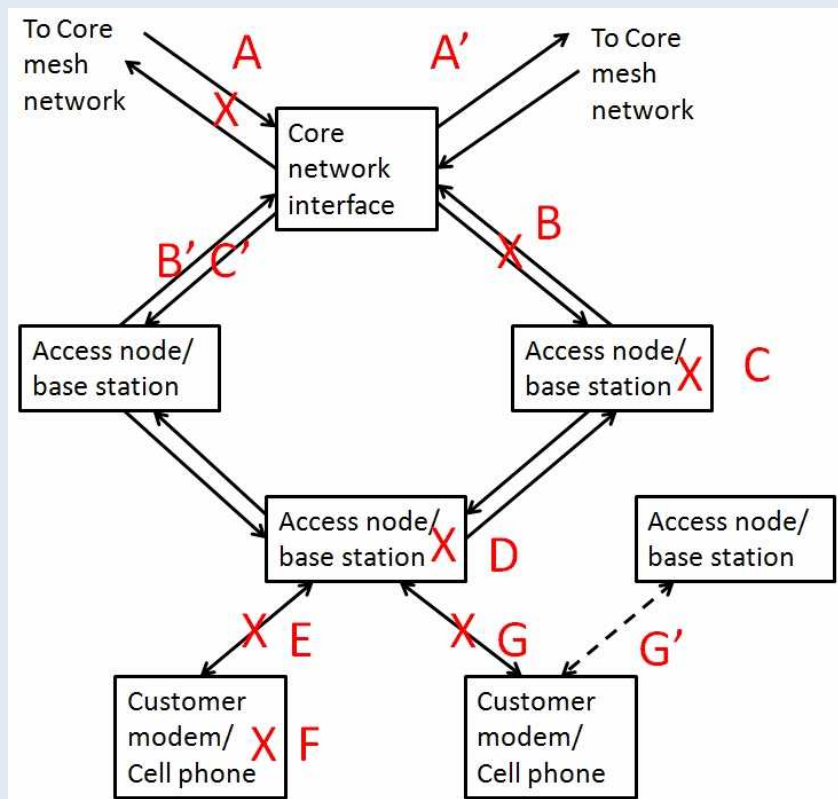 To Core
mesh
network
A
A’
To Core
mesh
network
X
Core
network
interface
B’
C’
X
B
Access node/
base station
Access node/
base station
X
C
Access node/
base station
X
D
Access node/
base station
X
E
X
G
G’
Customer
modem/
Cell phone
X
F
Customer
modem/
Cell phone